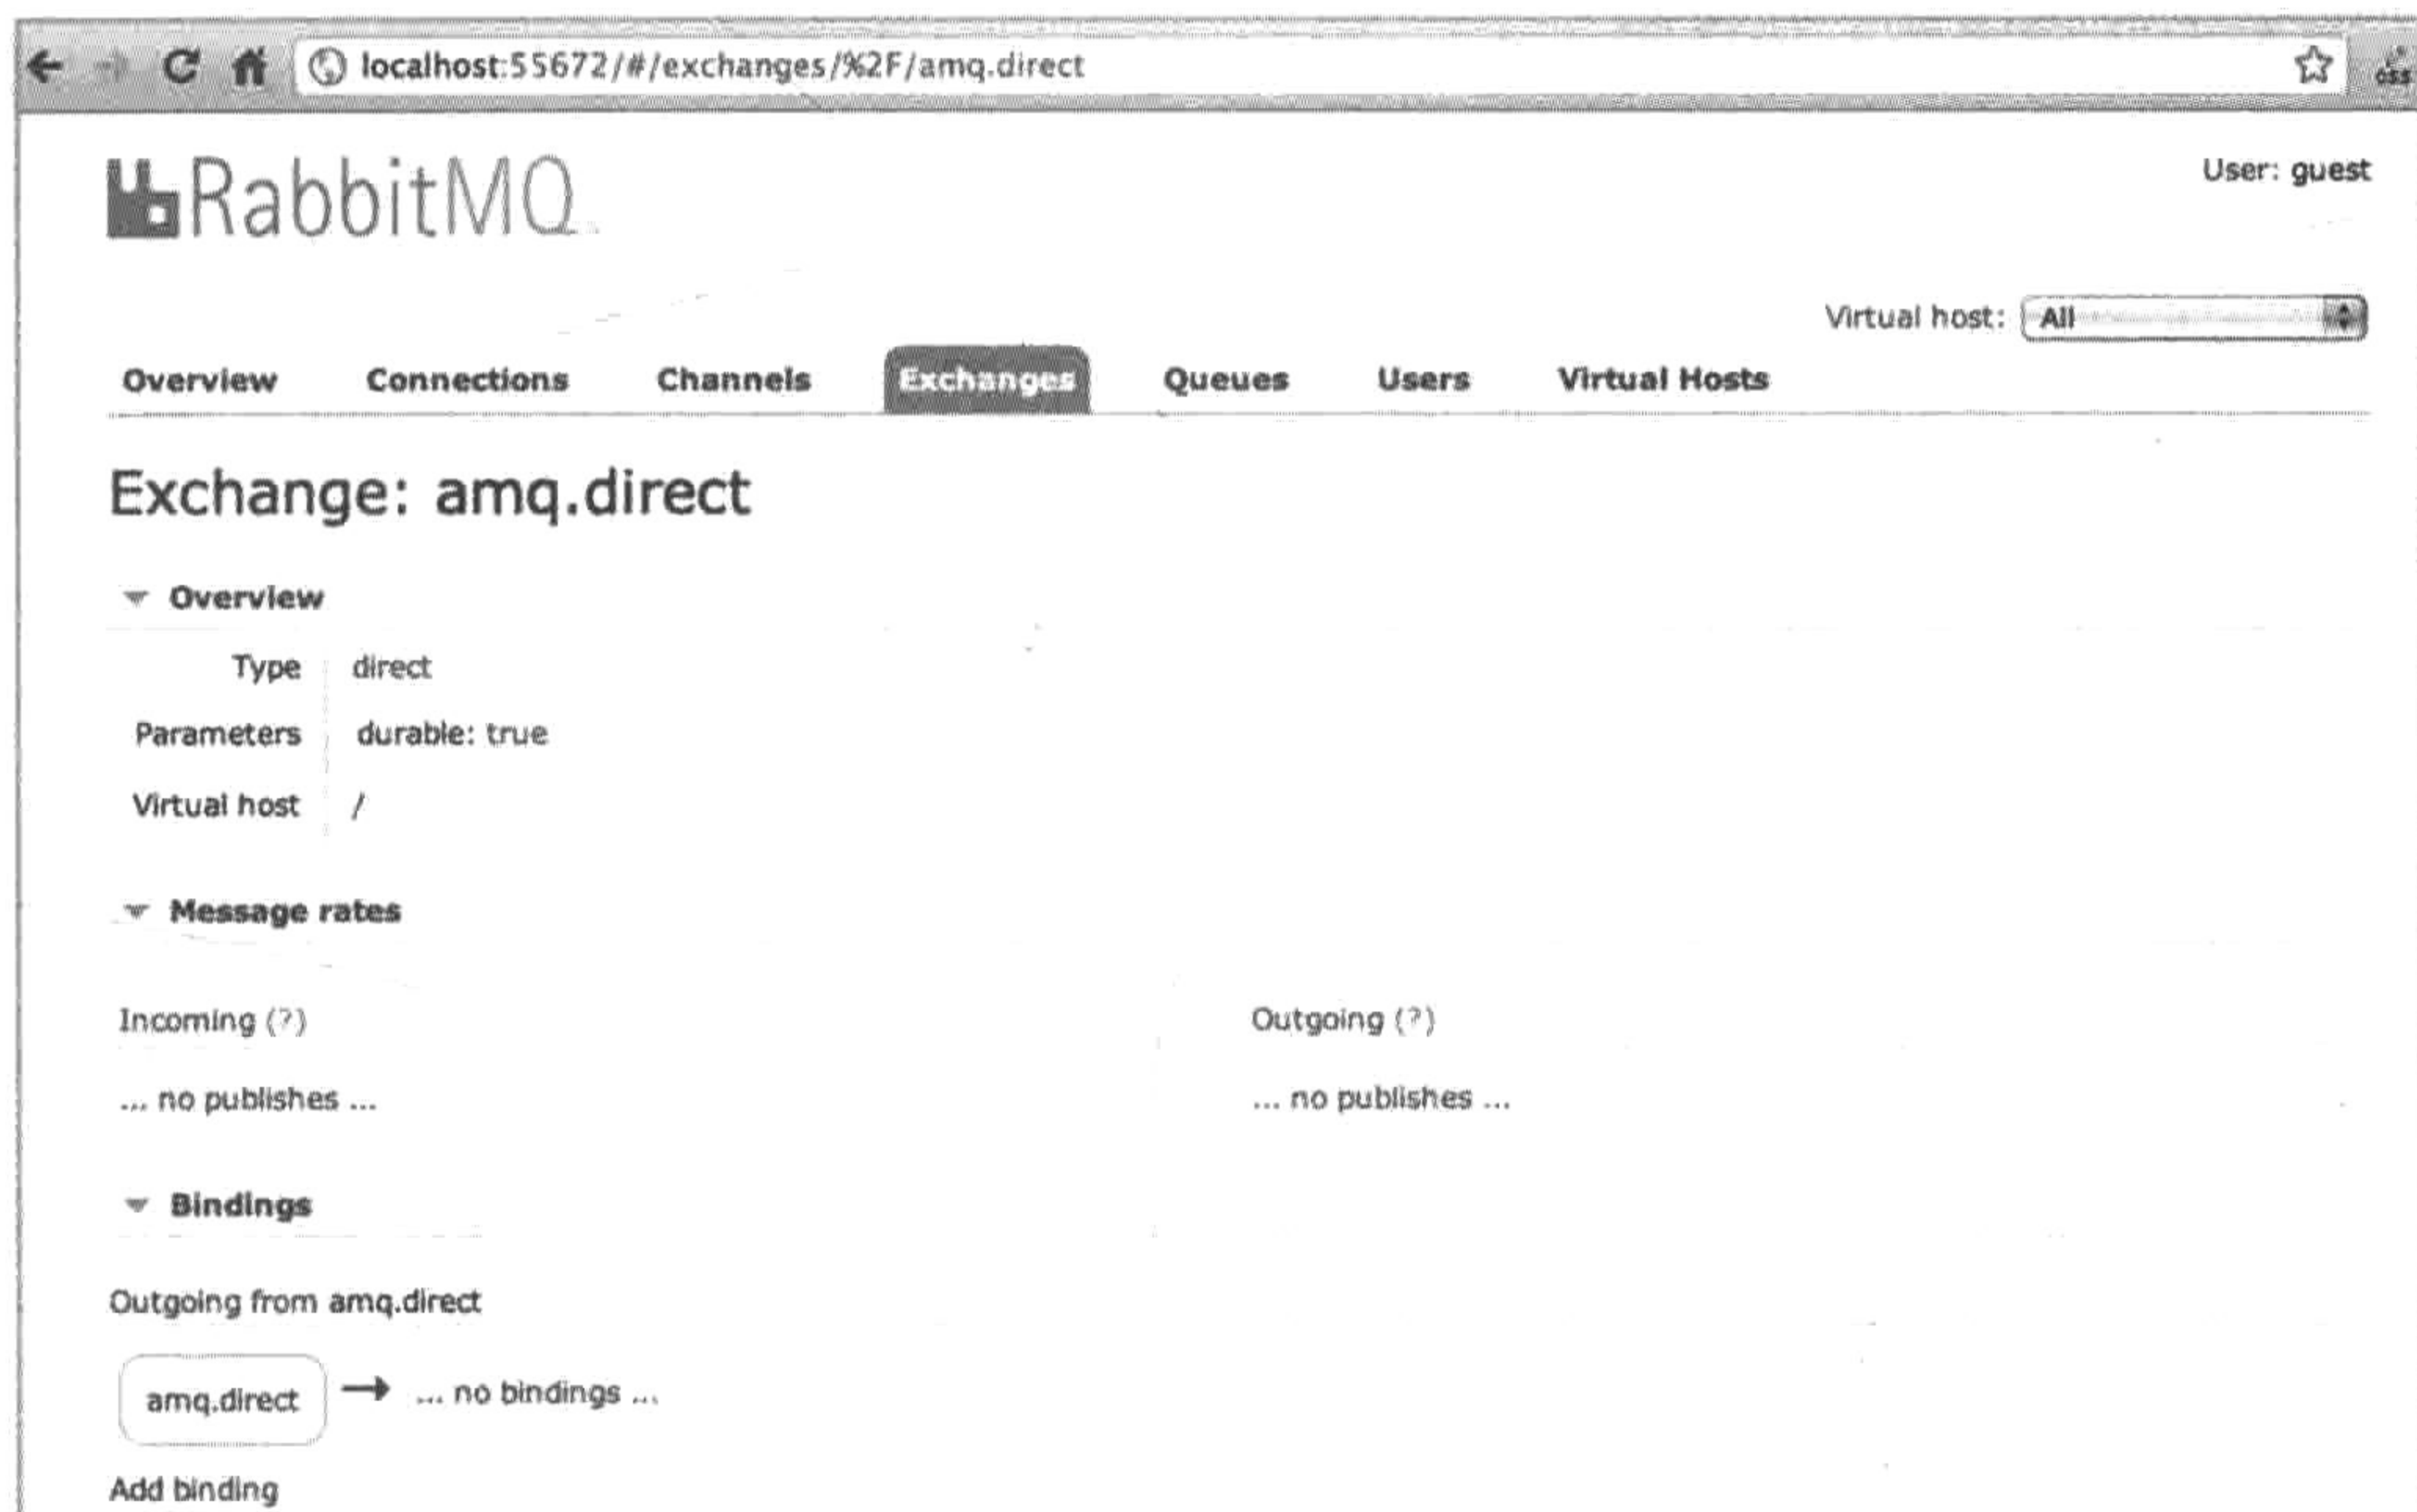 localhost:55672/#/exchanges/%2F/amq.direct
RabbitMQ
User: guest
Virtual host: All
Overview Connections Channels Exchanges Queues Users Virtual Hosts
Exchange: amq.direct
Overview
Type direct
Parameters durable: true
Virtual host /
Message rates
Incoming (?) Outgoing (?)
... no publishes ... ... no publishes ...
Bindings
Outgoing from amq.direct
amq.direct → ... no bindings ...
Add binding